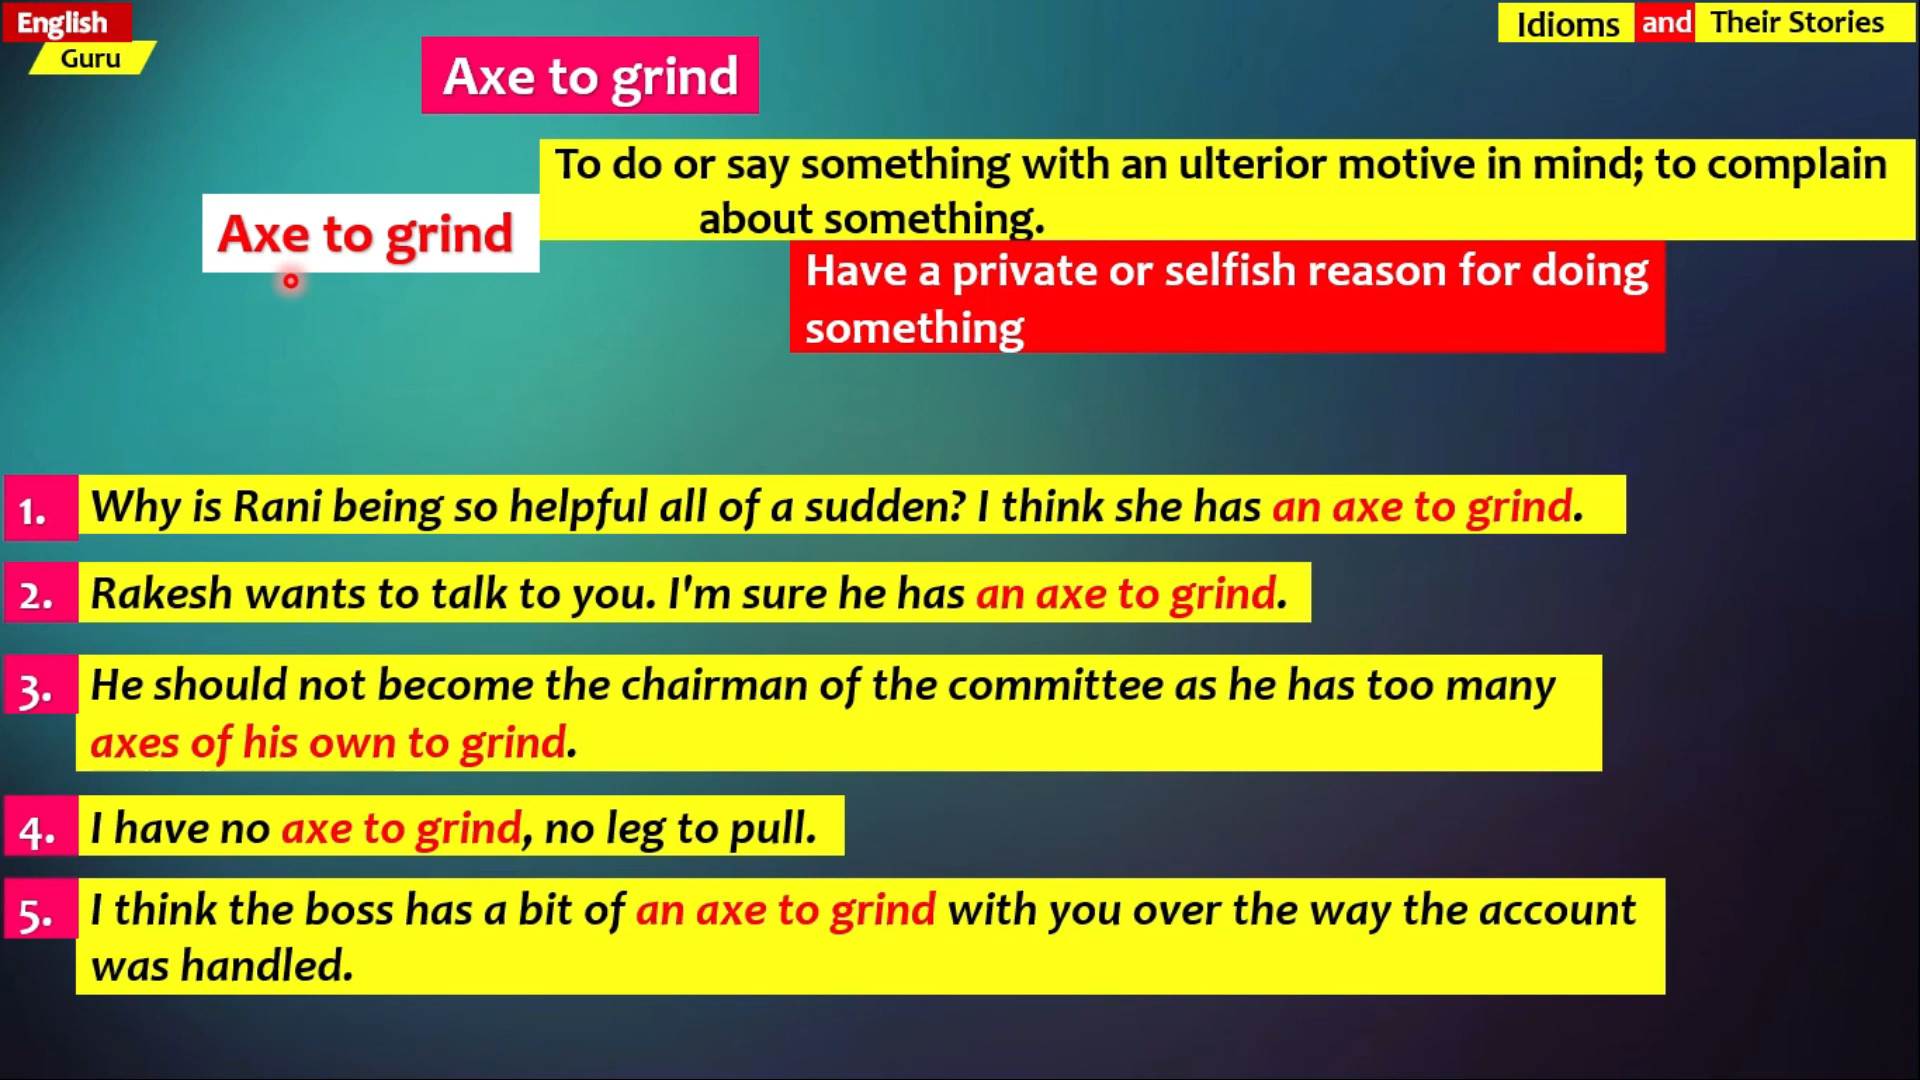 English
Guru
Idioms and Their Stories
Axe to grind
To do or say something with an ulterior motive in mind; to complain
about something.
Axe to grind
Have a private or selfish reason for doing
something
1. Why is Rani being so helpful all of a sudden? I think she has an axe to grind.
2. Rakesh wants to talk to you. I'm sure he has an axe to grind.
3. He should not become the chairman of the committee as he has too many
axes of his own to grind.
4. I have no axe to grind, no leg to pull.
5. I think the boss has a bit of an axe to grind with you over the way the account
was handled.